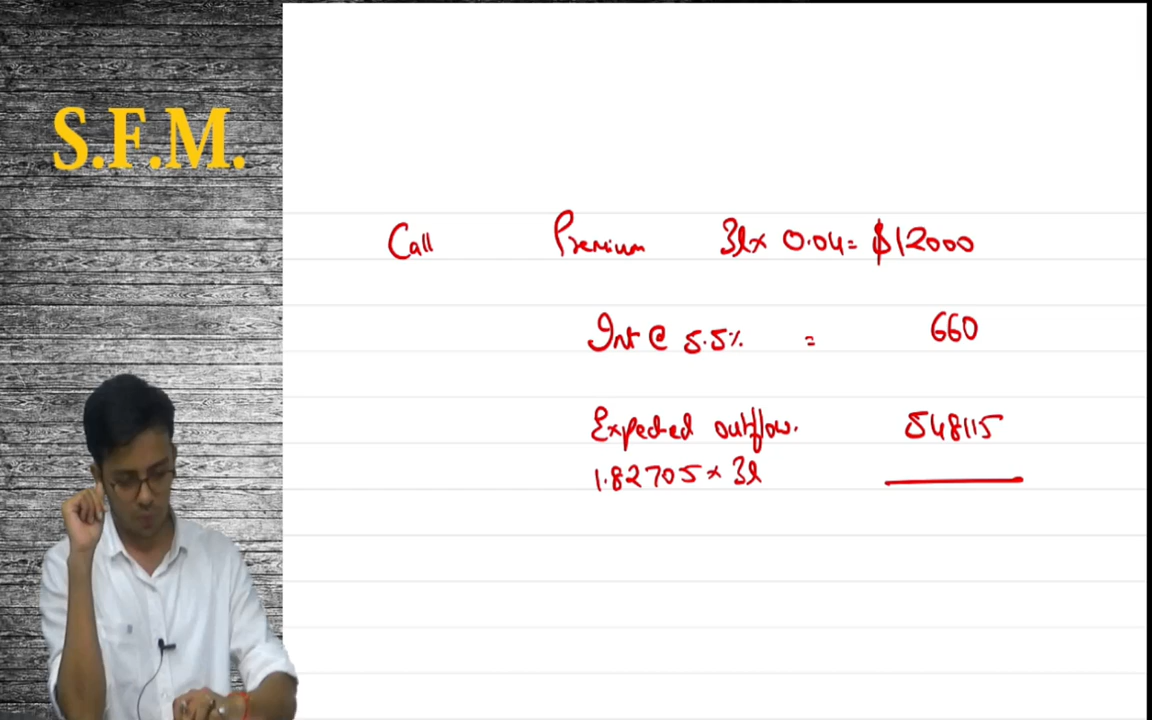 S.F.M.
Call Premium 3l x 0.04 = $12000
Int @ 5.5% = 660
Expected outflow. 548115
1.82705 x 3l